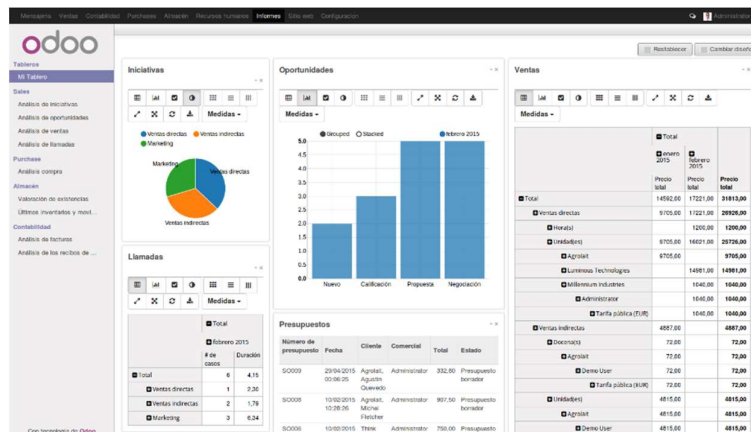 Mensajería Ventas Contabilidad Purchases Almacén Recursos humanos Informes Sitio web Configuración Administrator
odoo
Restablecer Cambiar diseño
Tableros
Mi Tablero
Sales
Análisis de iniciativas
Análisis de oportunidades
Análisis de ventas
Análisis de llamadas
Purchase
Análisis compra
Almacén
Valoración de existencias
Últimos inventarios y movi...
Contabilidad
Análisis de facturas
Análisis de los recibos de ...
Con tecnología de Odoo
Iniciativas
Medidas
Ventas directas Ventas indirectas
Marketing
Marketing
Ventas directas
Ventas indirectas
Llamadas
Medidas
Total
febrero 2015
# de casos Duración
Total 6 4,15
Ventas directas 1 2,30
Ventas indirectas 2 1,79
Marketing 3 6,34
Oportunidades
Medidas
Grouped Stacked febrero 2015
5.0
4.5
4.0
3.5
3.0
2.5
2.0
1.5
1.0
0.5
0.0
Nuevo Calificación Propuesta Negociación
Presupuestos
Número de presupuesto Fecha Cliente Comercial Total Estado
SO009 29/04/2015 00:06:25 Agrolait, Agustin Quevedo Administrator 332,80 Presupuesto borrador
SO008 10/02/2015 10:28:26 Agrolait, Michel Fletcher Administrator 907,50 Presupuesto borrador
SO006 10/02/2015 Think Administrator 750,00 Presupuesto
Ventas
Medidas
Total
enero 2015 febrero 2015
Precio total Precio total Precio total
Total 14592,00 17221,00 31813,00
Ventas directas 9705,00 17221,00 26926,00
Hora(s) 1200,00 1200,00
Unidad(es) 9705,00 16021,00 25726,00
Agrolait 9705,00 9705,00
Luminous Technologies 14981,00 14981,00
Millennium Industries 1040,00 1040,00
Administrator 1040,00 1040,00
Tarifa pública (EUR) 1040,00 1040,00
Ventas indirectas 4887,00 4887,00
Docena(s) 72,00 72,00
Agrolait 72,00 72,00
Demo User 72,00 72,00
Tarifa pública (EUR) 72,00 72,00
Unidad(es) 4815,00 4815,00
Agrolait 4815,00 4815,00
Demo User 4815,00 4815,00